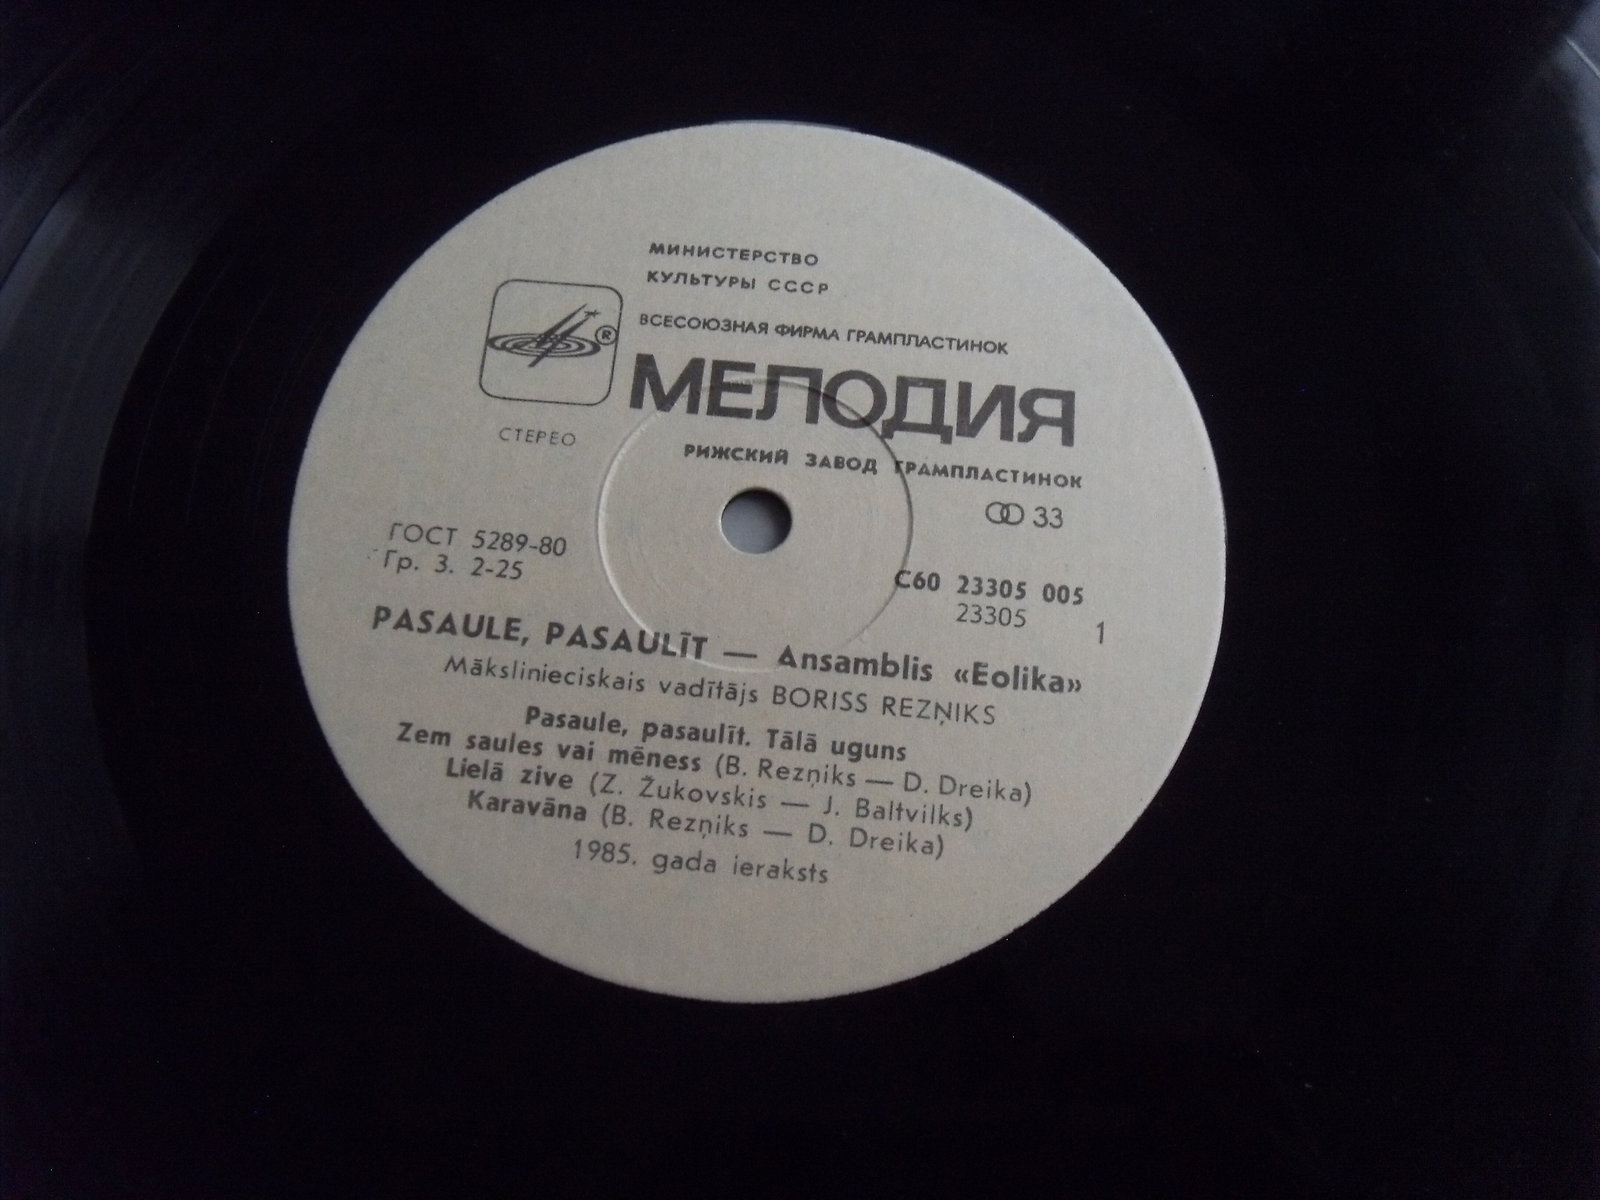 МИНИСТЕРСТВО
КУЛЬТУРЫ СССР
ВСЕСОЮЗНАЯ ФИРМА ГРАМПЛАСТИНОК
®
МЕЛОДИЯ
СТЕРЕО
РИЖСКИЙ ЗАВОД ГРАМПЛАСТИНОК
33
ГОСТ 5289-80
Гр. 3. 2-25
С60 23305 005
23305
1
PASAULE, PASAULĪT — Ansamblis «Eolika»
Mākslinieciskais vadītājs BORISS REZŅIKS
Pasaule, pasaulīt. Tālā uguns
Zem saules vai mēness (B. Rezņiks — D. Dreika)
Lielā zive (Z. Žukovskis — J. Baltvilks)
Karavāna (B. Rezņiks — D. Dreika)
1985. gada ieraksts